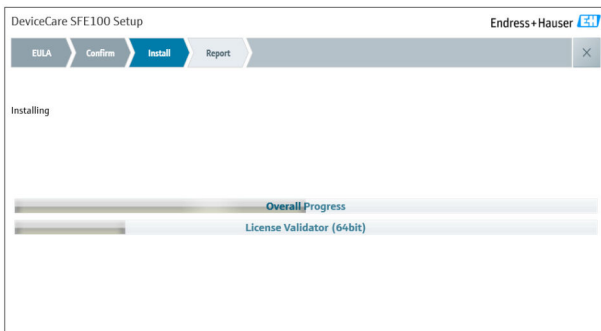 DeviceCare SFE100 Setup
Endress+Hauser EH
EULA Confirm Install Report
Installing
Overall Progress
License Validator (64bit)